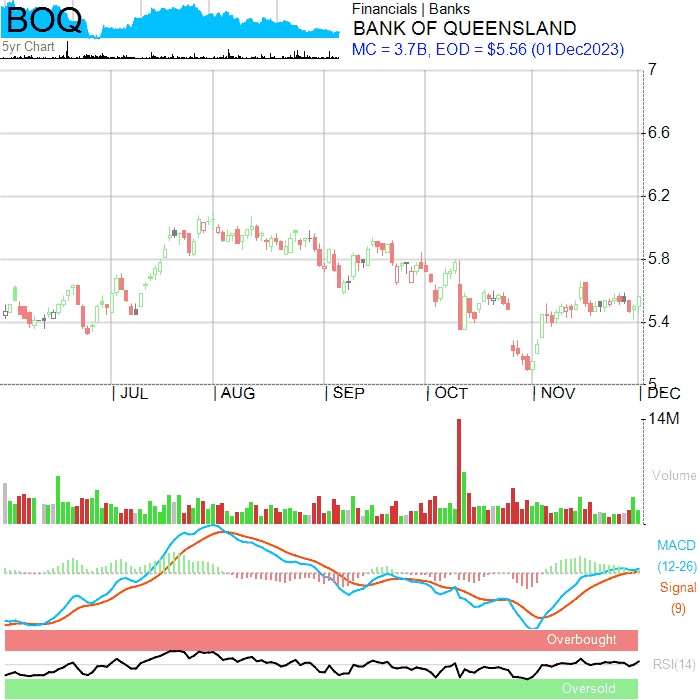 BOQ
5yr Chart
Financials | Banks
BANK OF QUEENSLAND
MC = 3.7B, EOD = $5.56 (01Dec2023)
7
6.6
6.2
5.8
5.4
5
| JUL | AUG | SEP | OCT | NOV | DEC
14M
Volume
MACD
(12-26)
Signal
(9)
Overbought
RSI(14)
Oversold